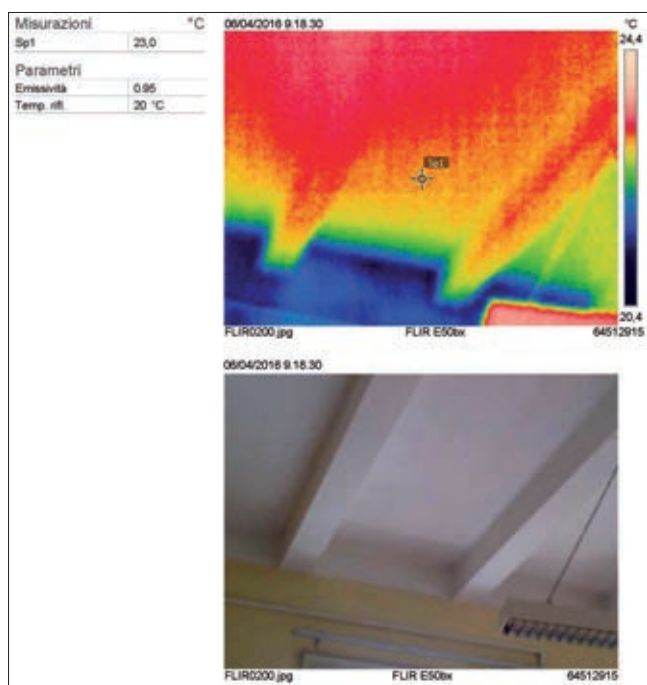 Misurazioni °C
Sp1 23,0
Parametri
Emissività 0.95
Temp. rifl. 20 °C
06/04/2016 9.18.30
°C
24,4
Sp1
20,4
FLIR0200.jpg FLIR E50bx 64512915
06/04/2016 9.18.30
FLIR0200.jpg FLIR E50bx 64512915